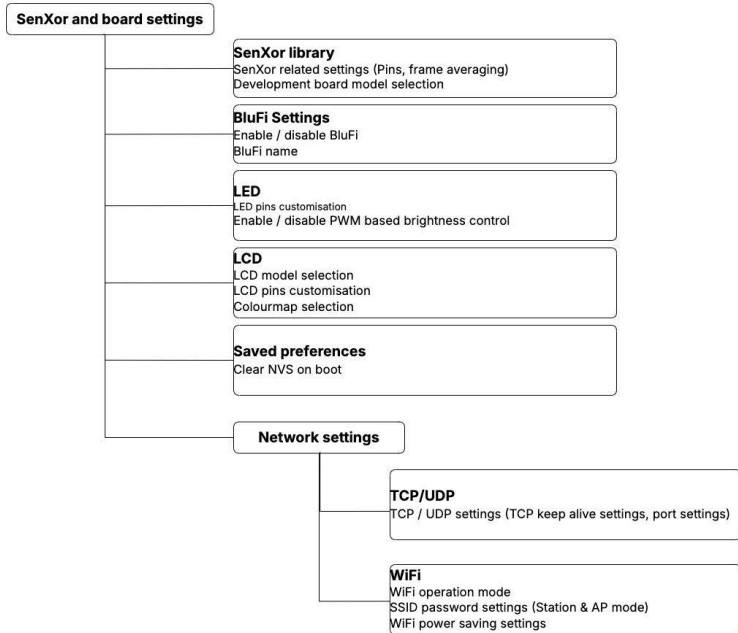 SenXor and board settings
SenXor library
SenXor related settings (Pins, frame averaging)
Development board model selection
BluFi Settings
Enable / disable BluFi
BluFi name
LED
LED pins customisation
Enable / disable PWM based brightness control
LCD
LCD model selection
LCD pins customisation
Colourmap selection
Saved preferences
Clear NVS on boot
Network settings
TCP/UDP
TCP / UDP settings (TCP keep alive settings, port settings)
WiFi
WiFi operation mode
SSID password settings (Station & AP mode)
WiFi power saving settings